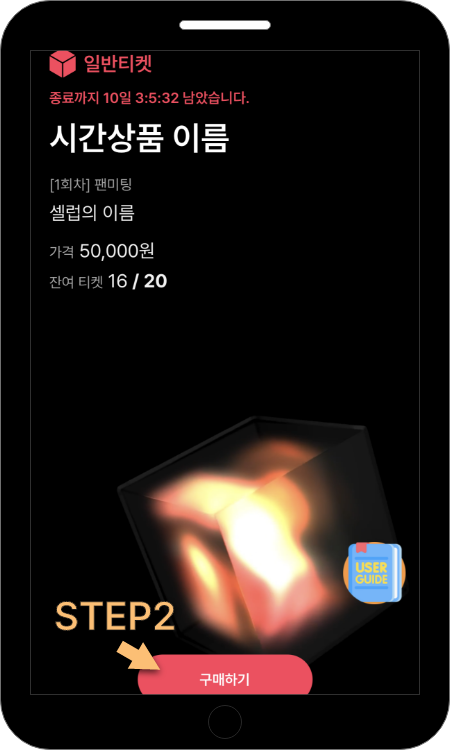 일반티켓
종료까지 10일 3:5:32 남았습니다.
시간상품 이름
[1회차] 팬미팅
셀럽의 이름
가격 50,000원
잔여 티켓 16 / 20
USER
GUIDE
STEP2
구매하기